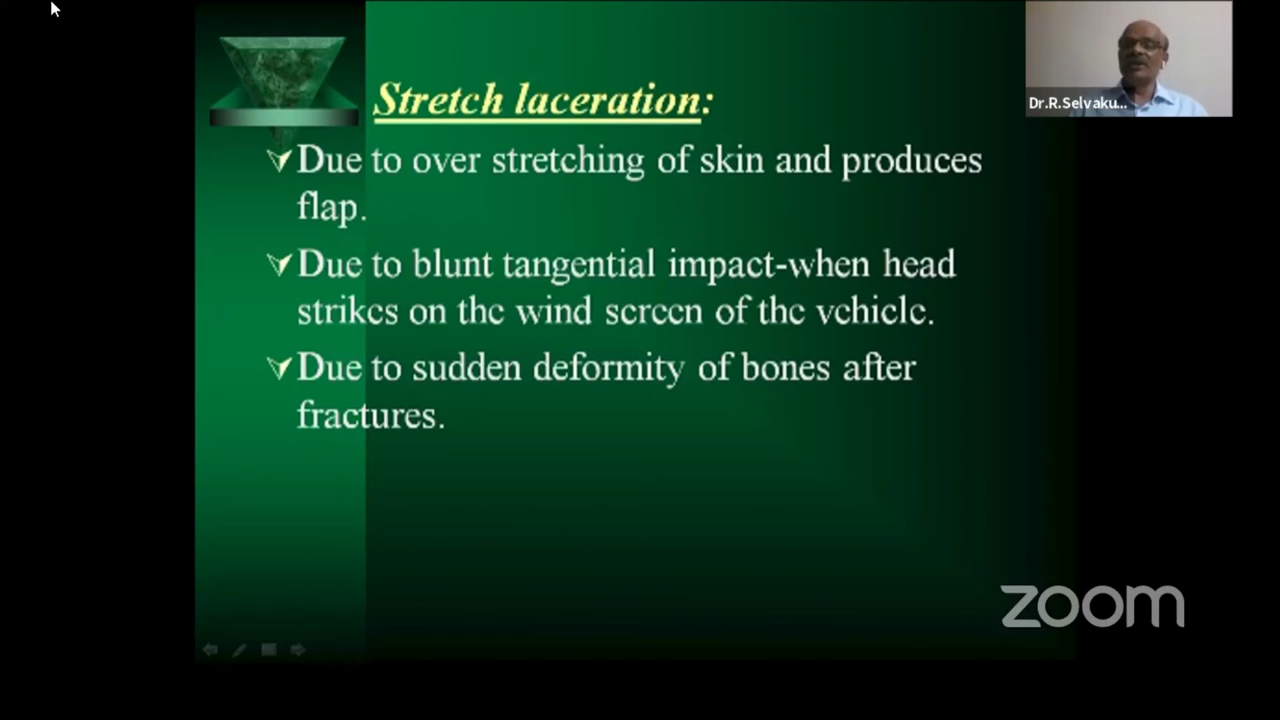 Stretch laceration:
Due to over stretching of skin and produces
flap.
Due to blunt tangential impact-when head
strikes on the wind screen of the vehicle.
Due to sudden deformity of bones after
fractures.
Dr.R.Selvaku...
zoom